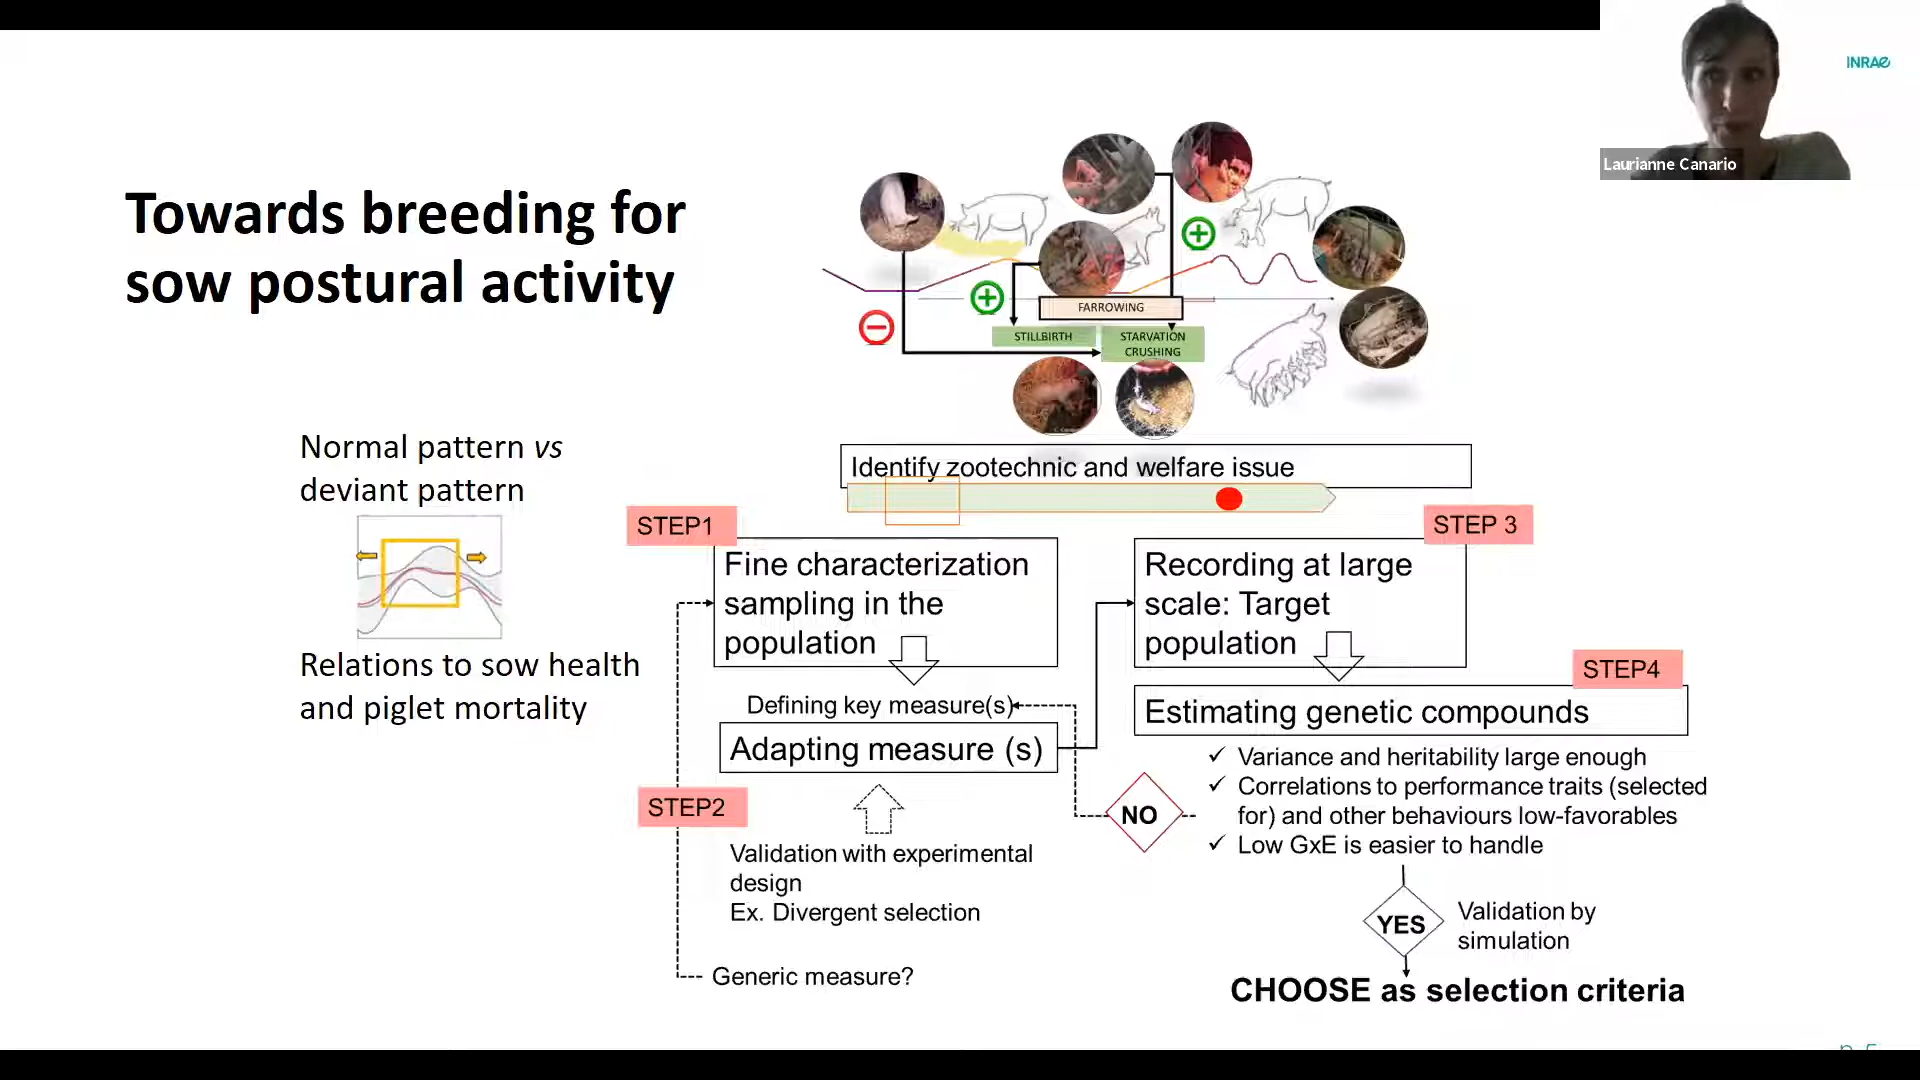 INRAE
Laurianne Canario
Towards breeding for
sow postural activity
FARROWING
STILLBIRTH
STARVATION
CRUSHING
Normal pattern vs
deviant pattern
Relations to sow health
and piglet mortality
Identify zootechnic and welfare issue
STEP1
Fine characterization
sampling in the
population
Defining key measure(s)
Adapting measure (s)
STEP2
Validation with experimental
design
Ex. Divergent selection
Generic measure?
STEP 3
Recording at large
scale: Target
population
STEP4
Estimating genetic compounds
✓ Variance and heritability large enough
✓ Correlations to performance traits (selected
for) and other behaviours low-favorables
✓ Low GxE is easier to handle
NO
YES
Validation by
simulation
CHOOSE as selection criteria